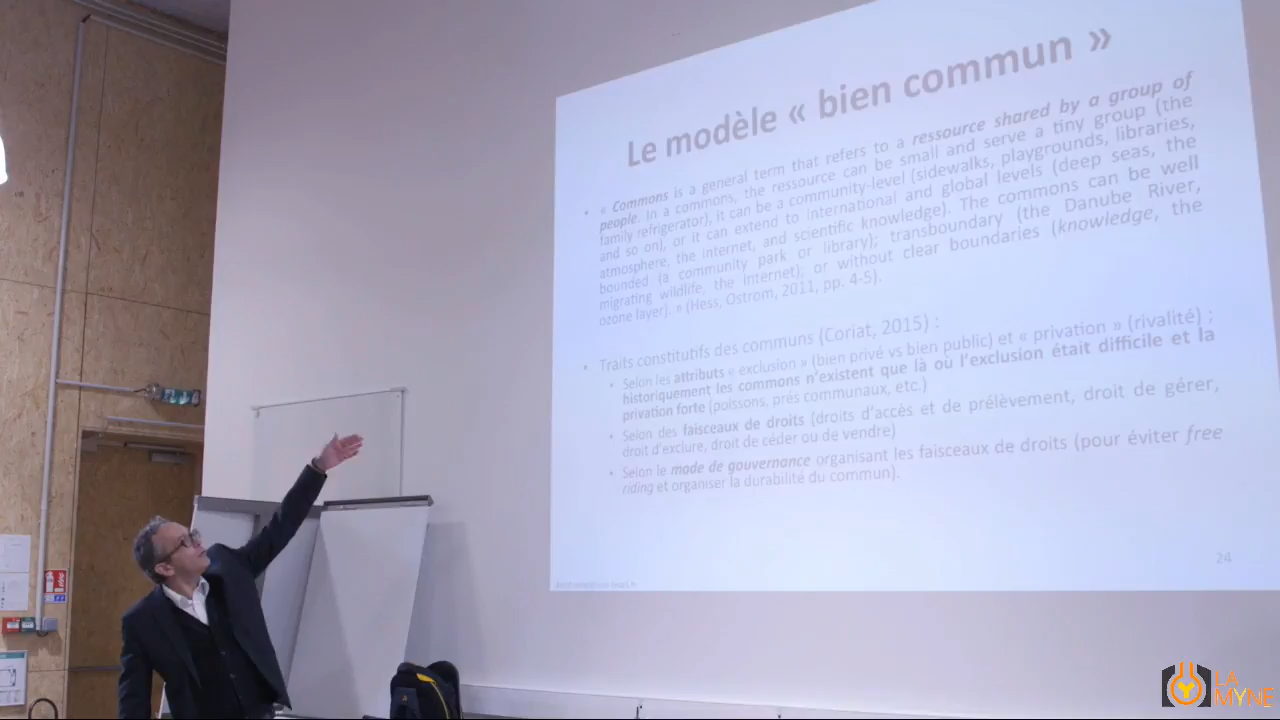 Le modèle « bien commun »
• « Commons is a general term that refers to a ressource shared by a group of
people. In a commons, the ressource can be small and serve a tiny group (the
family refrigerator), it can be a community-level (sidewalks, playgrounds, libraries,
and so on), or it can extend to international and global levels (deep seas, the
atmosphere, the internet, and scientific knowledge). The commons can be well
bounded (a community park or library); transboundary (the Danube River,
migrating wildlife, the Internet); or without clear boundaries (knowledge, the
ozone layer). » (Hess, Ostrom, 2011, pp. 4-5).
• Traits constitutifs des communs (Coriat, 2015) :
• Selon les attributs « exclusion » (bien privé vs bien public) et « privation » (rivalité) ;
historiquement les commons n'existent que là où l'exclusion était difficile et la
privation forte (poissons, prés communaux, etc.)
• Selon des faisceaux de droits (droits d'accès et de prélèvement, droit de gérer,
droit d'exclure, droit de céder ou de vendre)
• Selon le mode de gouvernance organisant les faisceaux de droits (pour éviter free
riding et organiser la durabilité du commun).
24
LA
MYNE